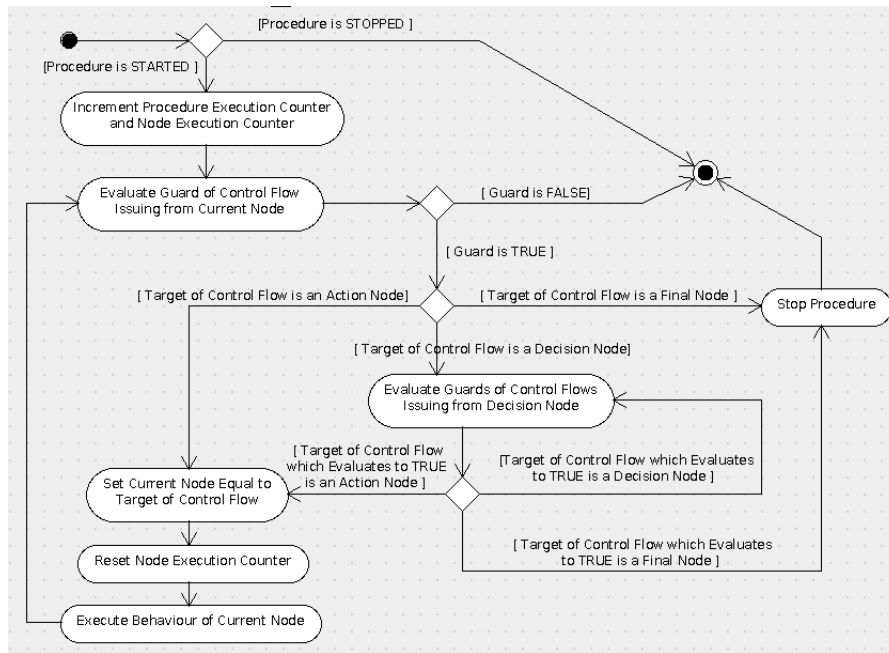 [Procedure is STOPPED ]
[Procedure is STARTED ]
Increment Procedure Execution Counter
and Node Execution Counter
Evaluate Guard of Control Flow
Issuing from Current Node
[ Guard is FALSE]
[ Guard is TRUE ]
[ Target of Control Flow is an Action Node]
[ Target of Control Flow is a Final Node ]
Stop Procedure
[ Target of Control Flow is a Decision Node]
Evaluate Guards of Control Flows
Issuing from Decision Node
[ Target of Control Flow
which Evaluates to TRUE
is an Action Node ]
[Target of Control Flow which Evaluates
to TRUE is a Decision Node ]
Set Current Node Equal to
Target of Control Flow
[ Target of Control Flow which Evaluates
to TRUE is a Final Node ]
Reset Node Execution Counter
Execute Behaviour of Current Node